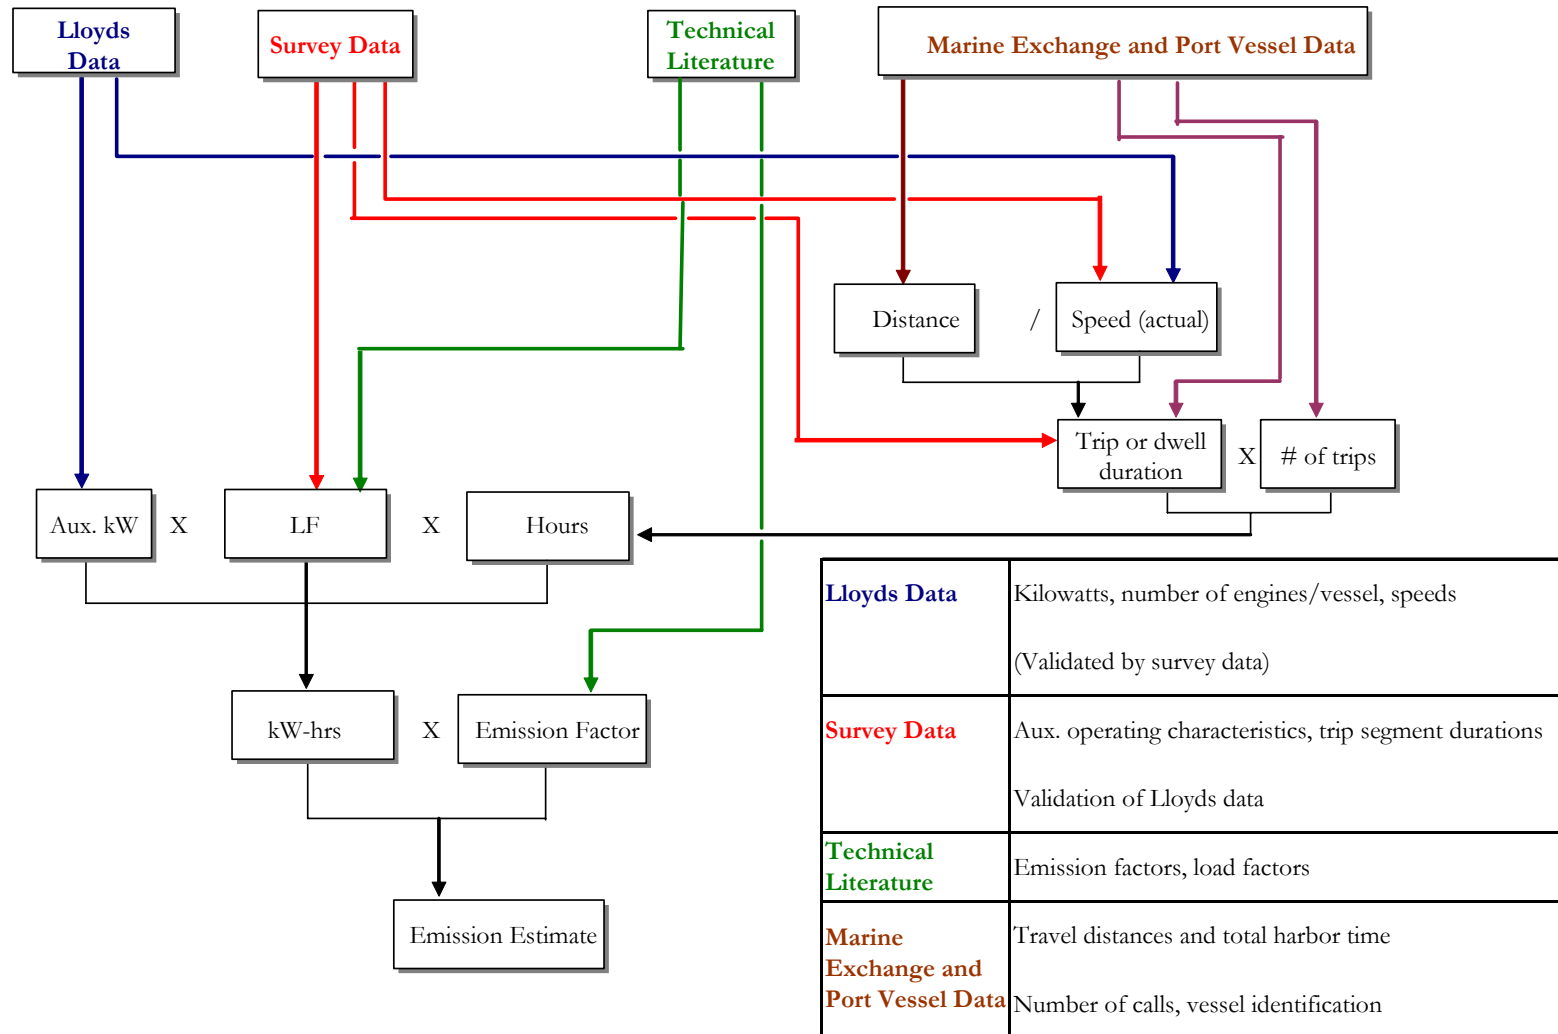 Lloyds
Data
Survey Data
Technical
Literature
Marine Exchange and Port Vessel Data
Distance
/
Speed (actual)
Trip or dwell
duration
X
# of trips
Aux. kW
X
LF
X
Hours
kW-hrs
X
Emission Factor
Emission Estimate
Lloyds Data
Kilowatts, number of engines/vessel, speeds
(Validated by survey data)
Survey Data
Aux. operating characteristics, trip segment durations
Validation of Lloyds data
Technical
Literature
Emission factors, load factors
Marine
Exchange and
Port Vessel Data
Travel distances and total harbor time
Number of calls, vessel identification